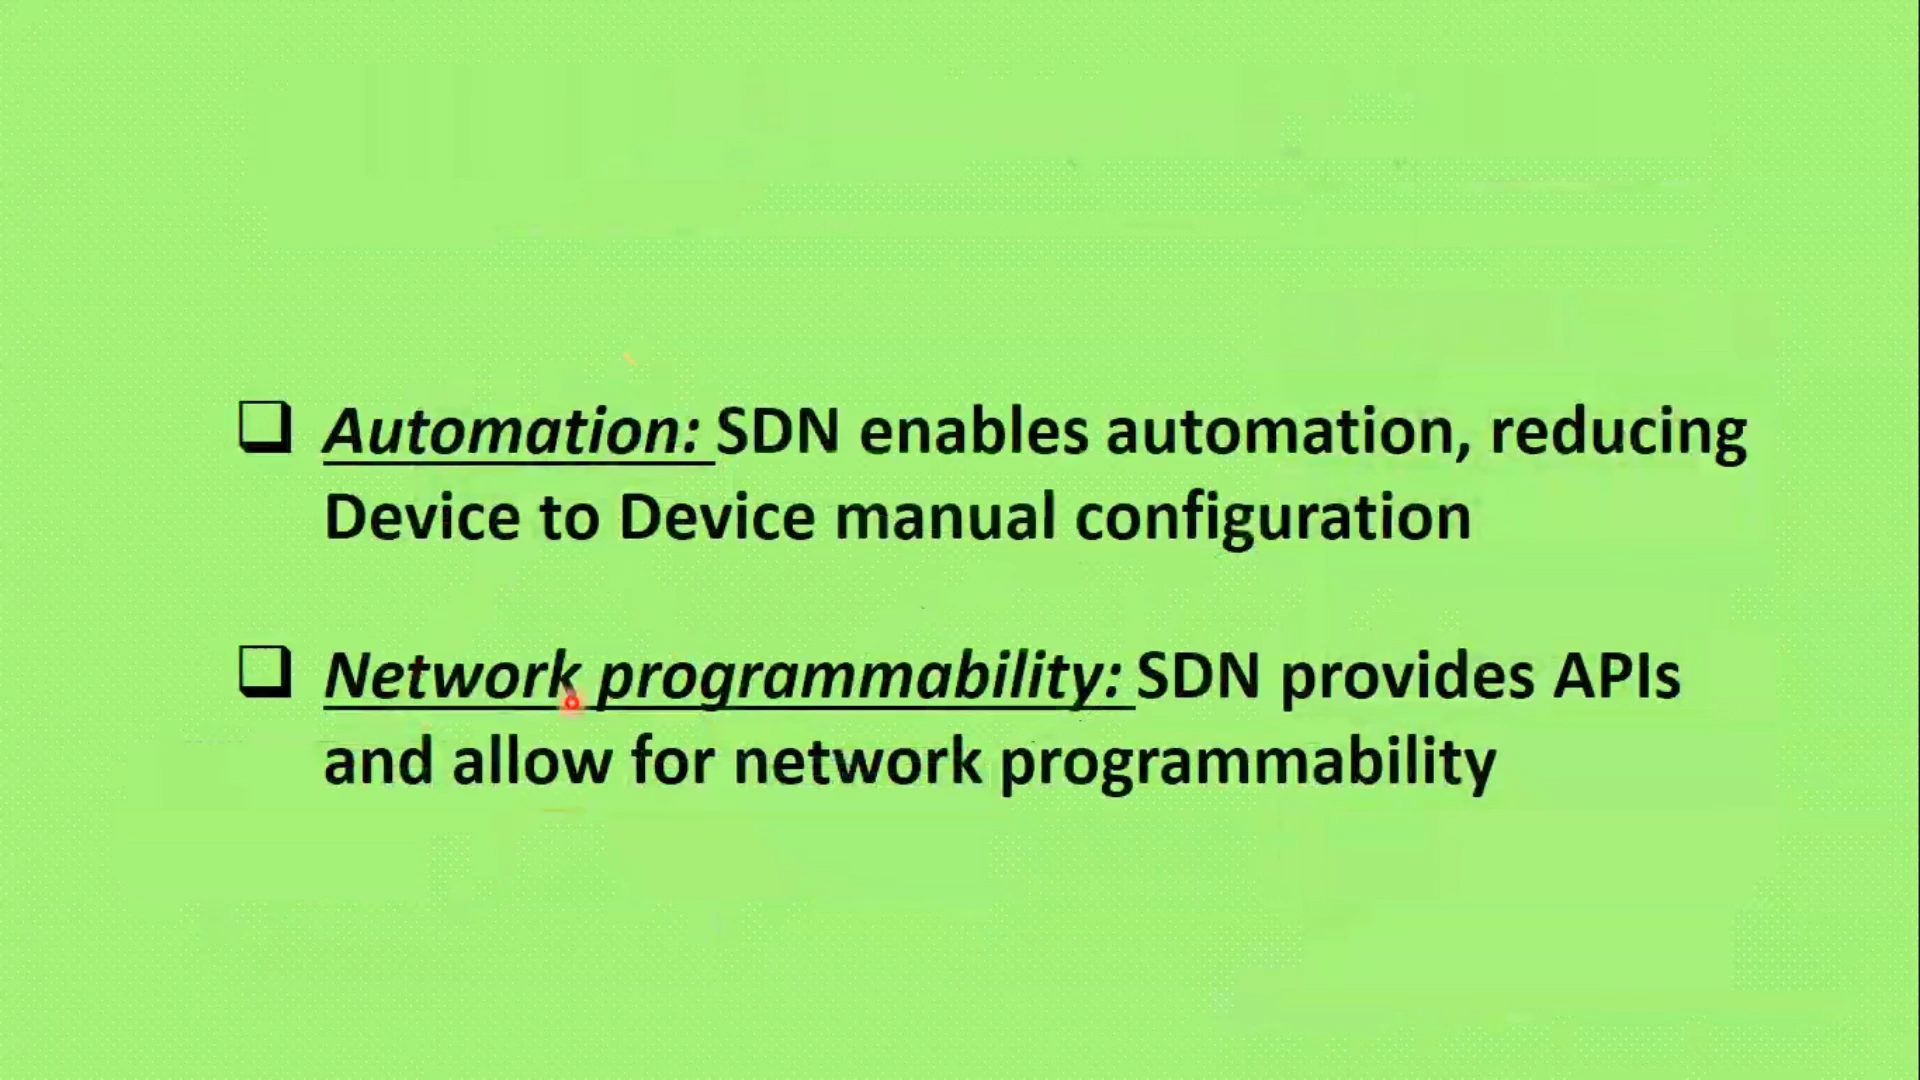 ❑ Automation: SDN enables automation, reducing
Device to Device manual configuration
❑ Network programmability: SDN provides APIs
and allow for network programmability